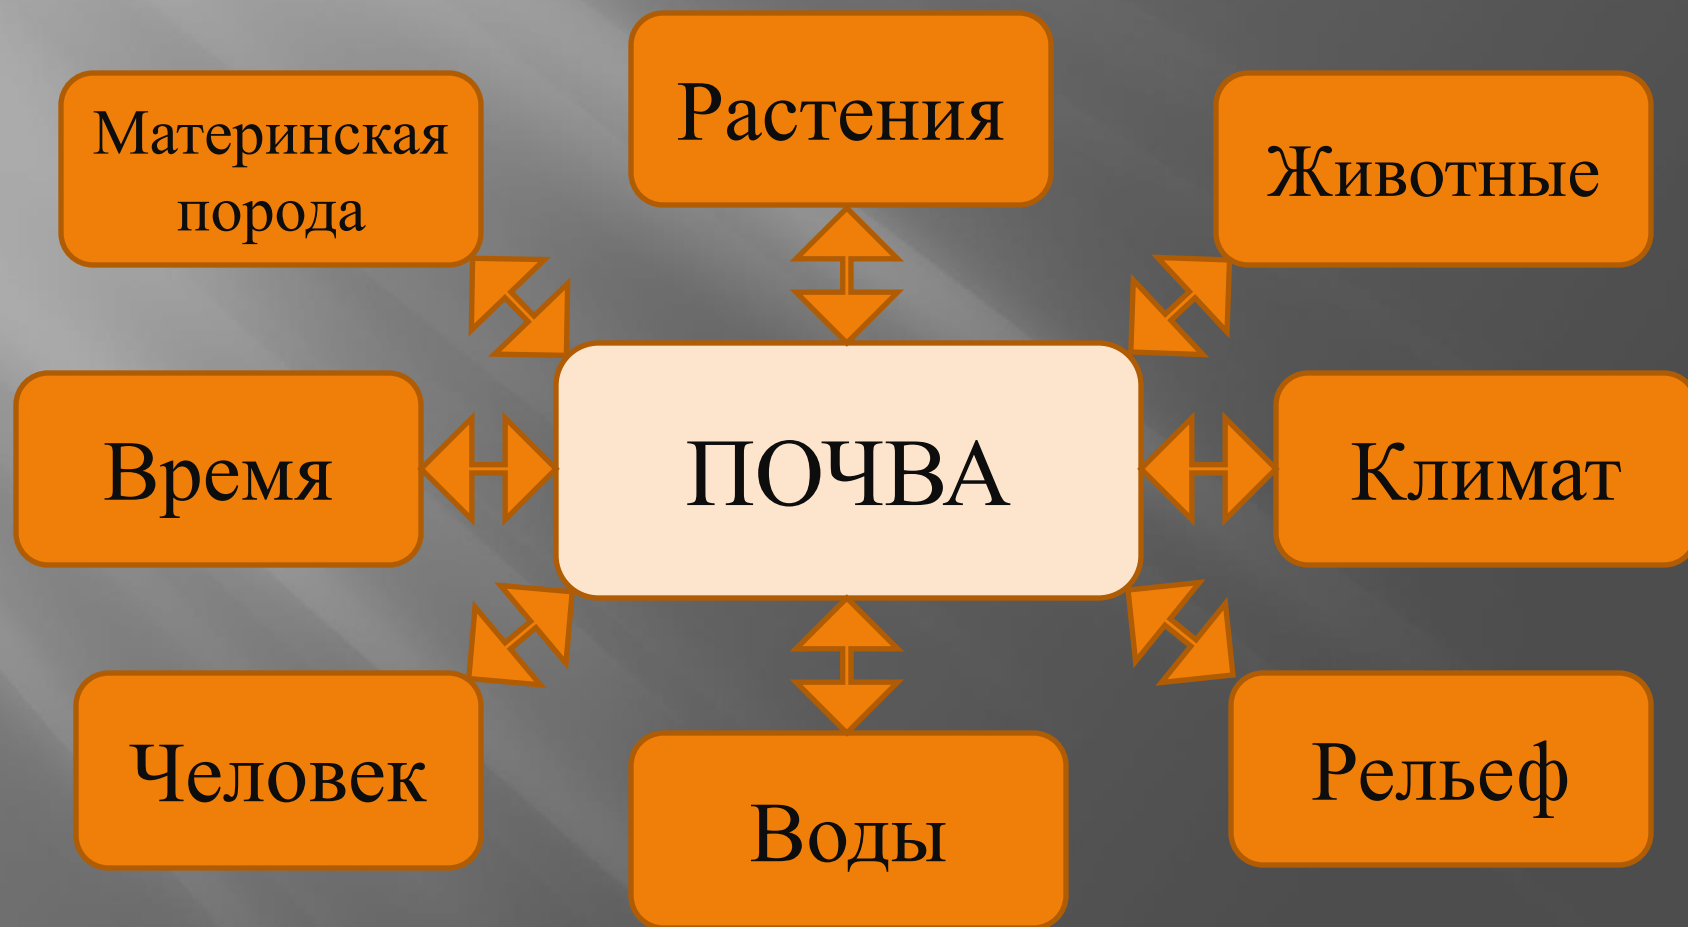 Растения
Материнская
порода
Животные
Время
ПОЧВА
Климат
Человек
Воды
Рельеф